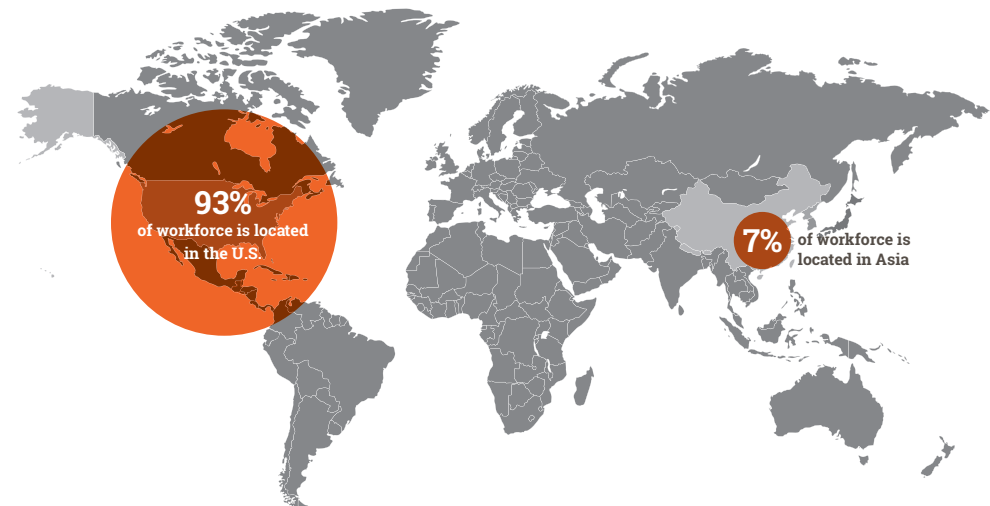 93%
of workforce is located
in the U.S.
7%
of workforce is
located in Asia